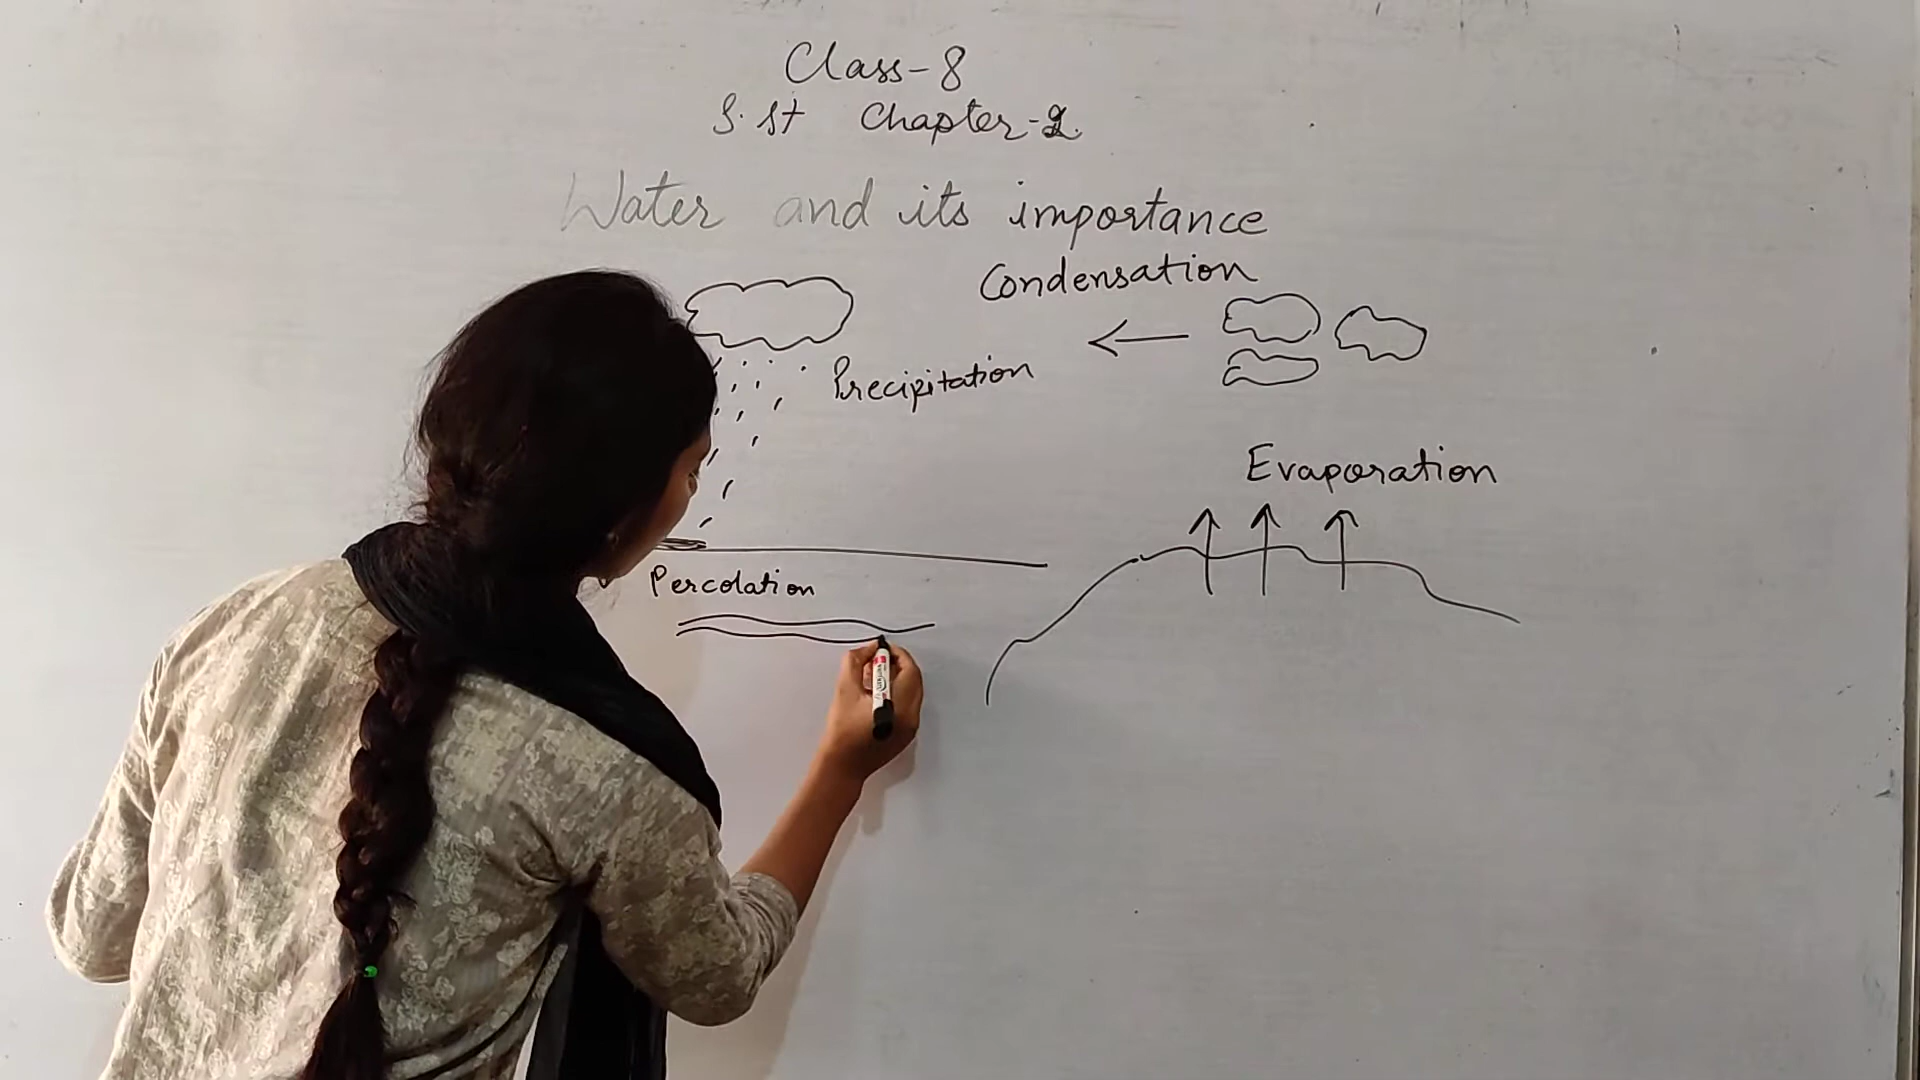 Class-8
S.St Chapter-2
Water and its importance
Condensation
Precipitation
Evaporation
Percolation